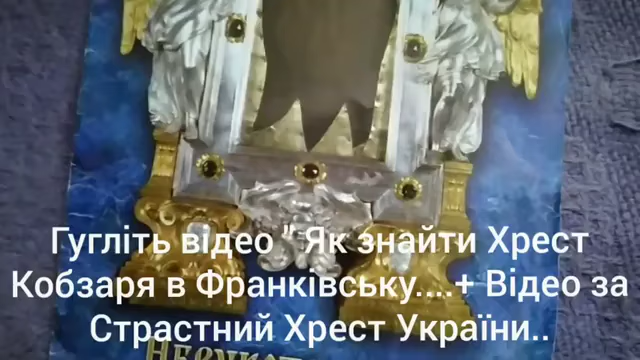 Гугліть відео " Як знайти Хрест
Кобзаря в Франківську....+ Відео за
Страстний Хрест України..